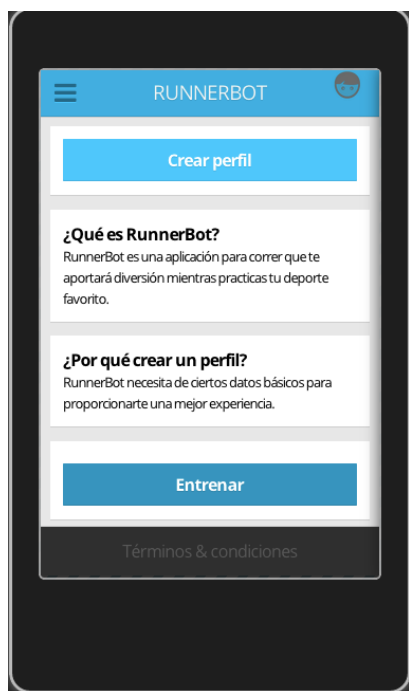 RUNNERBOT
Crear perfil
¿Qué es RunnerBot?
RunnerBot es una aplicación para correr que te
aportará diversión mientras practicas tu deporte
favorito.
¿Por qué crear un perfil?
RunnerBot necesita de ciertos datos básicos para
proporcionarte una mejor experiencia.
Entrenar
Términos & condiciones